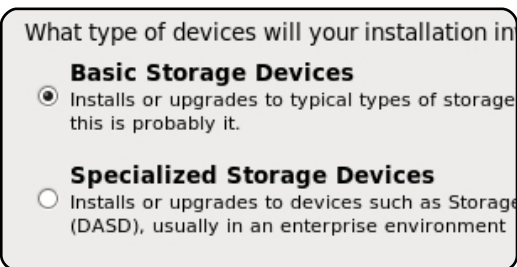 What type of devices will your installation in
Basic Storage Devices
Installs or upgrades to typical types of storage
this is probably it.
Specialized Storage Devices
Installs or upgrades to devices such as Storage
(DASD), usually in an enterprise environment